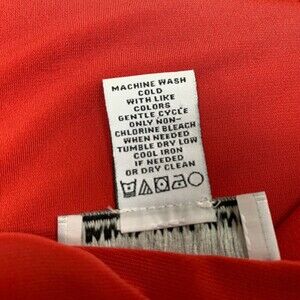 MACHINE WASH
COLD
WITH LIKE
COLORS
GENTLE CYCLE
ONLY NON-
CHLORINE BLEACH
WHEN NEEDED
TUMBLE DRY LOW
COOL IRON
IF NEEDED
OR DRY CLEAN